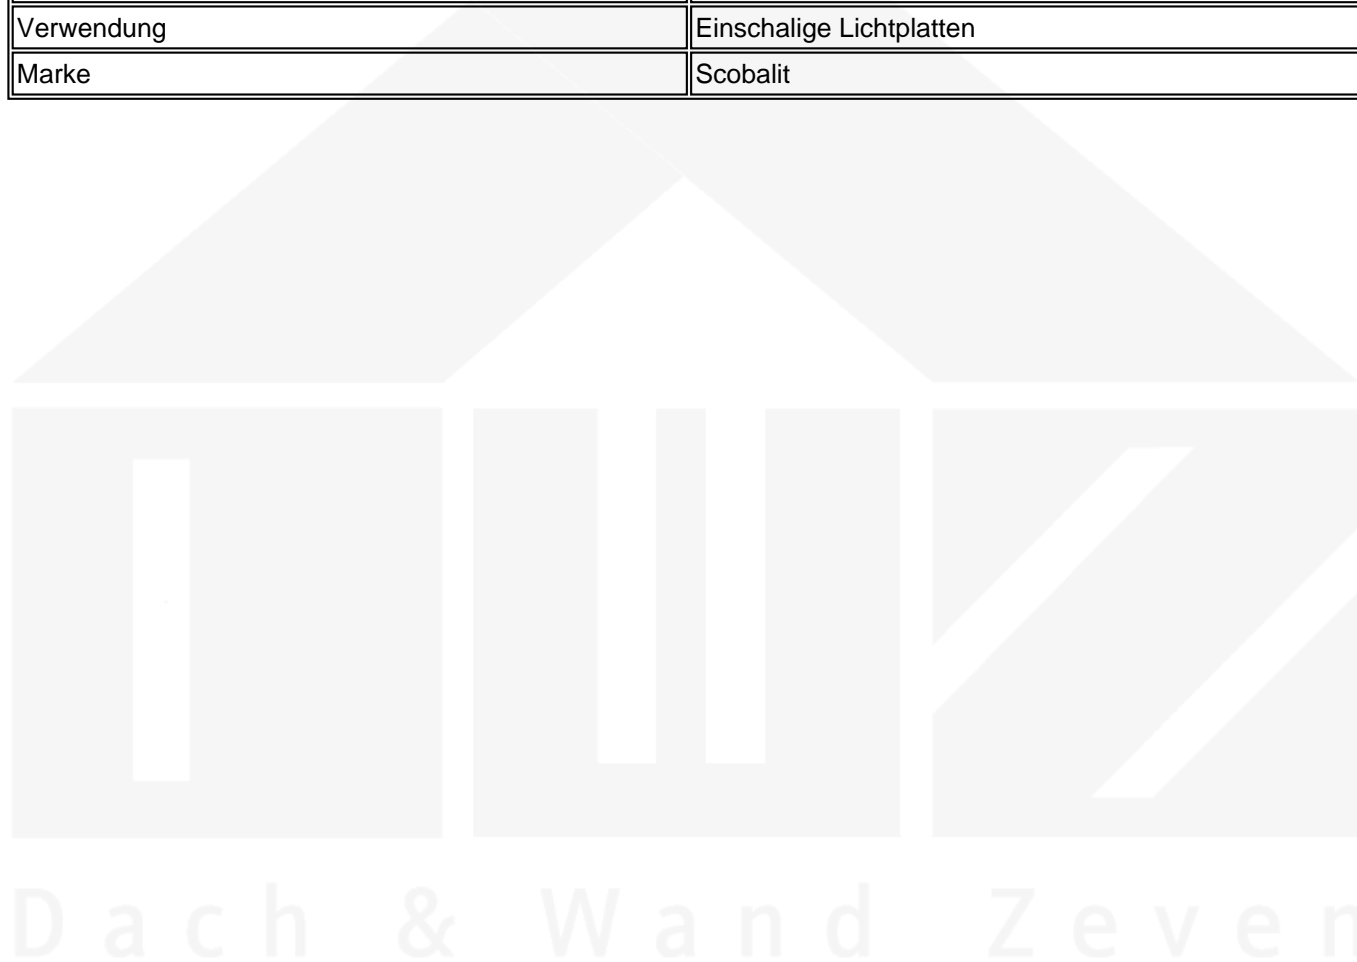 Verwendung Einschalige Lichtplatten
Marke Scobalit
Dach & Wand Zeven